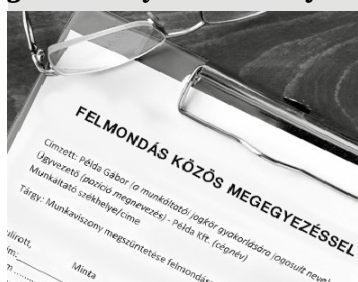 FELMONDÁS KÖZÖS MEGEGYEZÉSSEL
Címzett: Példa Gábor (a munkáltatói jogkör gyakorlására jogosult neve)
Ügyvezető (pozíció megnevezés) - Példa Kft. (cégnév)
Munkáltató székhelye/címe
Tárgy: Munkaviszony megszüntetése felmondás
Minta